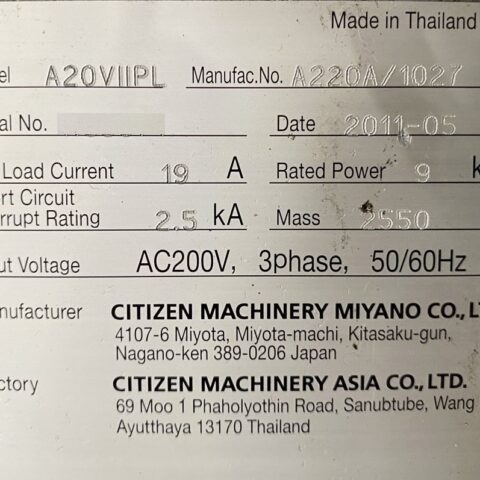 Made in Thailand
el A20VIIPL Manufac.No. A220A/1027
al No. Date 2011-05
Load Current 19 A Rated Power 9 k
rt Circuit
rrupt Rating 2.5 kA Mass 2550
ut Voltage AC200V, 3phase, 50/60Hz
nufacturer CITIZEN MACHINERY MIYANO CO., LT
4107-6 Miyota, Miyota-machi, Kitasaku-gun,
Nagano-ken 389-0206 Japan
ctory CITIZEN MACHINERY ASIA CO., LTD.
69 Moo 1 Phaholyothin Road, Sanubtube, Wang
Ayutthaya 13170 Thailand